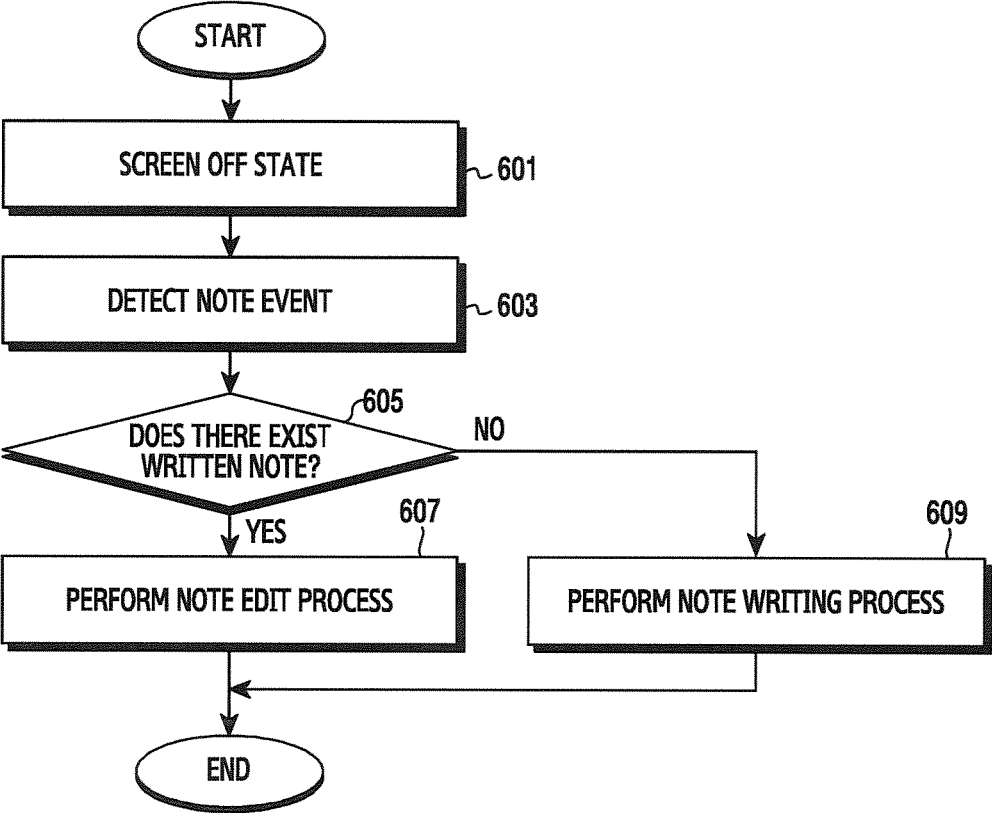 START
SCREEN OFF STATE
601
DETECT NOTE EVENT
603
605
DOES THERE EXIST
WRITTEN NOTE?
NO
YES
607
609
PERFORM NOTE EDIT PROCESS
PERFORM NOTE WRITING PROCESS
END